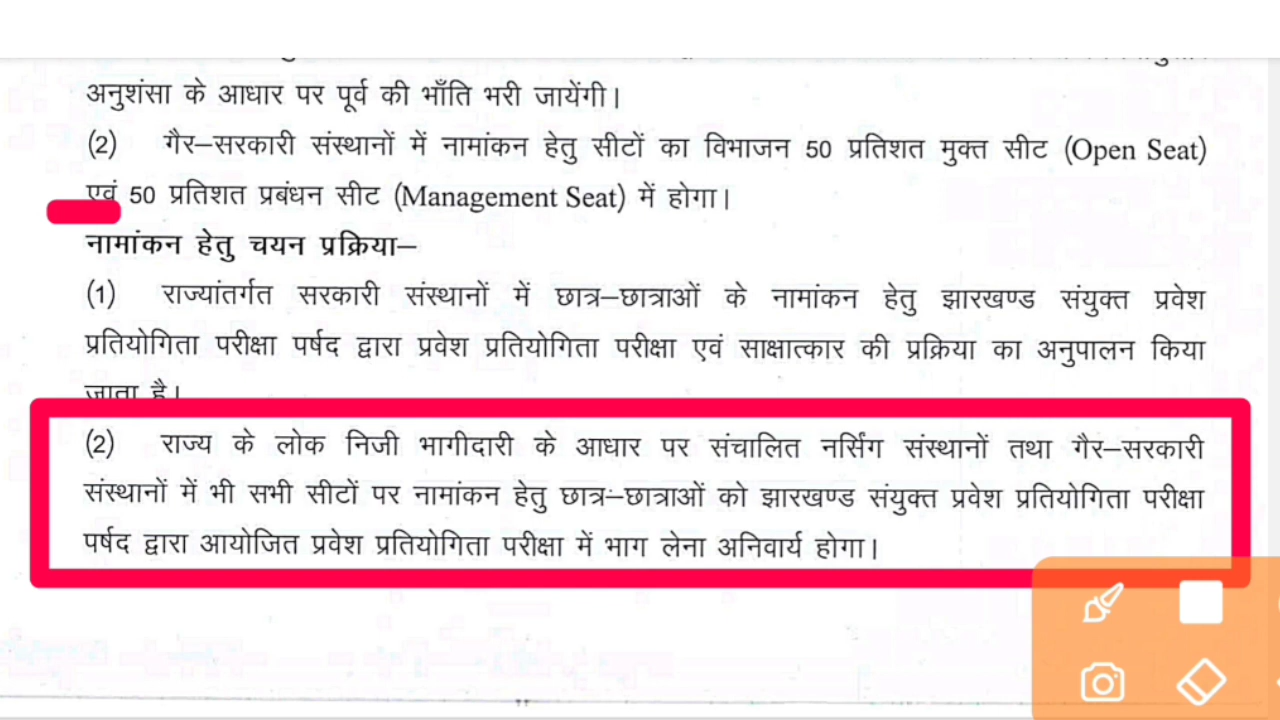 अनुशंसा के आधार पर पूर्व की भाँति भरी जायेंगी।
(2) गैर–सरकारी संस्थानों में नामांकन हेतु सीटों का विभाजन 50 प्रतिशत मुक्त सीट (Open Seat)
एवं 50 प्रतिशत प्रबंधन सीट (Management Seat) में होगा।
नामांकन हेतु चयन प्रक्रिया–
(1) राज्यांतर्गत सरकारी संस्थानों में छात्र–छात्राओं के नामांकन हेतु झारखण्ड संयुक्त प्रवेश
प्रतियोगिता परीक्षा पर्षद द्वारा प्रवेश प्रतियोगिता परीक्षा एवं साक्षात्कार की प्रक्रिया का अनुपालन किया
जाता है।
(2) राज्य के लोक निजी भागीदारी के आधार पर संचालित नर्सिंग संस्थानों तथा गैर–सरकारी
संस्थानों में भी सभी सीटों पर नामांकन हेतु छात्र–छात्राओं को झारखण्ड संयुक्त प्रवेश प्रतियोगिता परीक्षा
पर्षद द्वारा आयोजित प्रवेश प्रतियोगिता परीक्षा में भाग लेना अनिवार्य होगा।